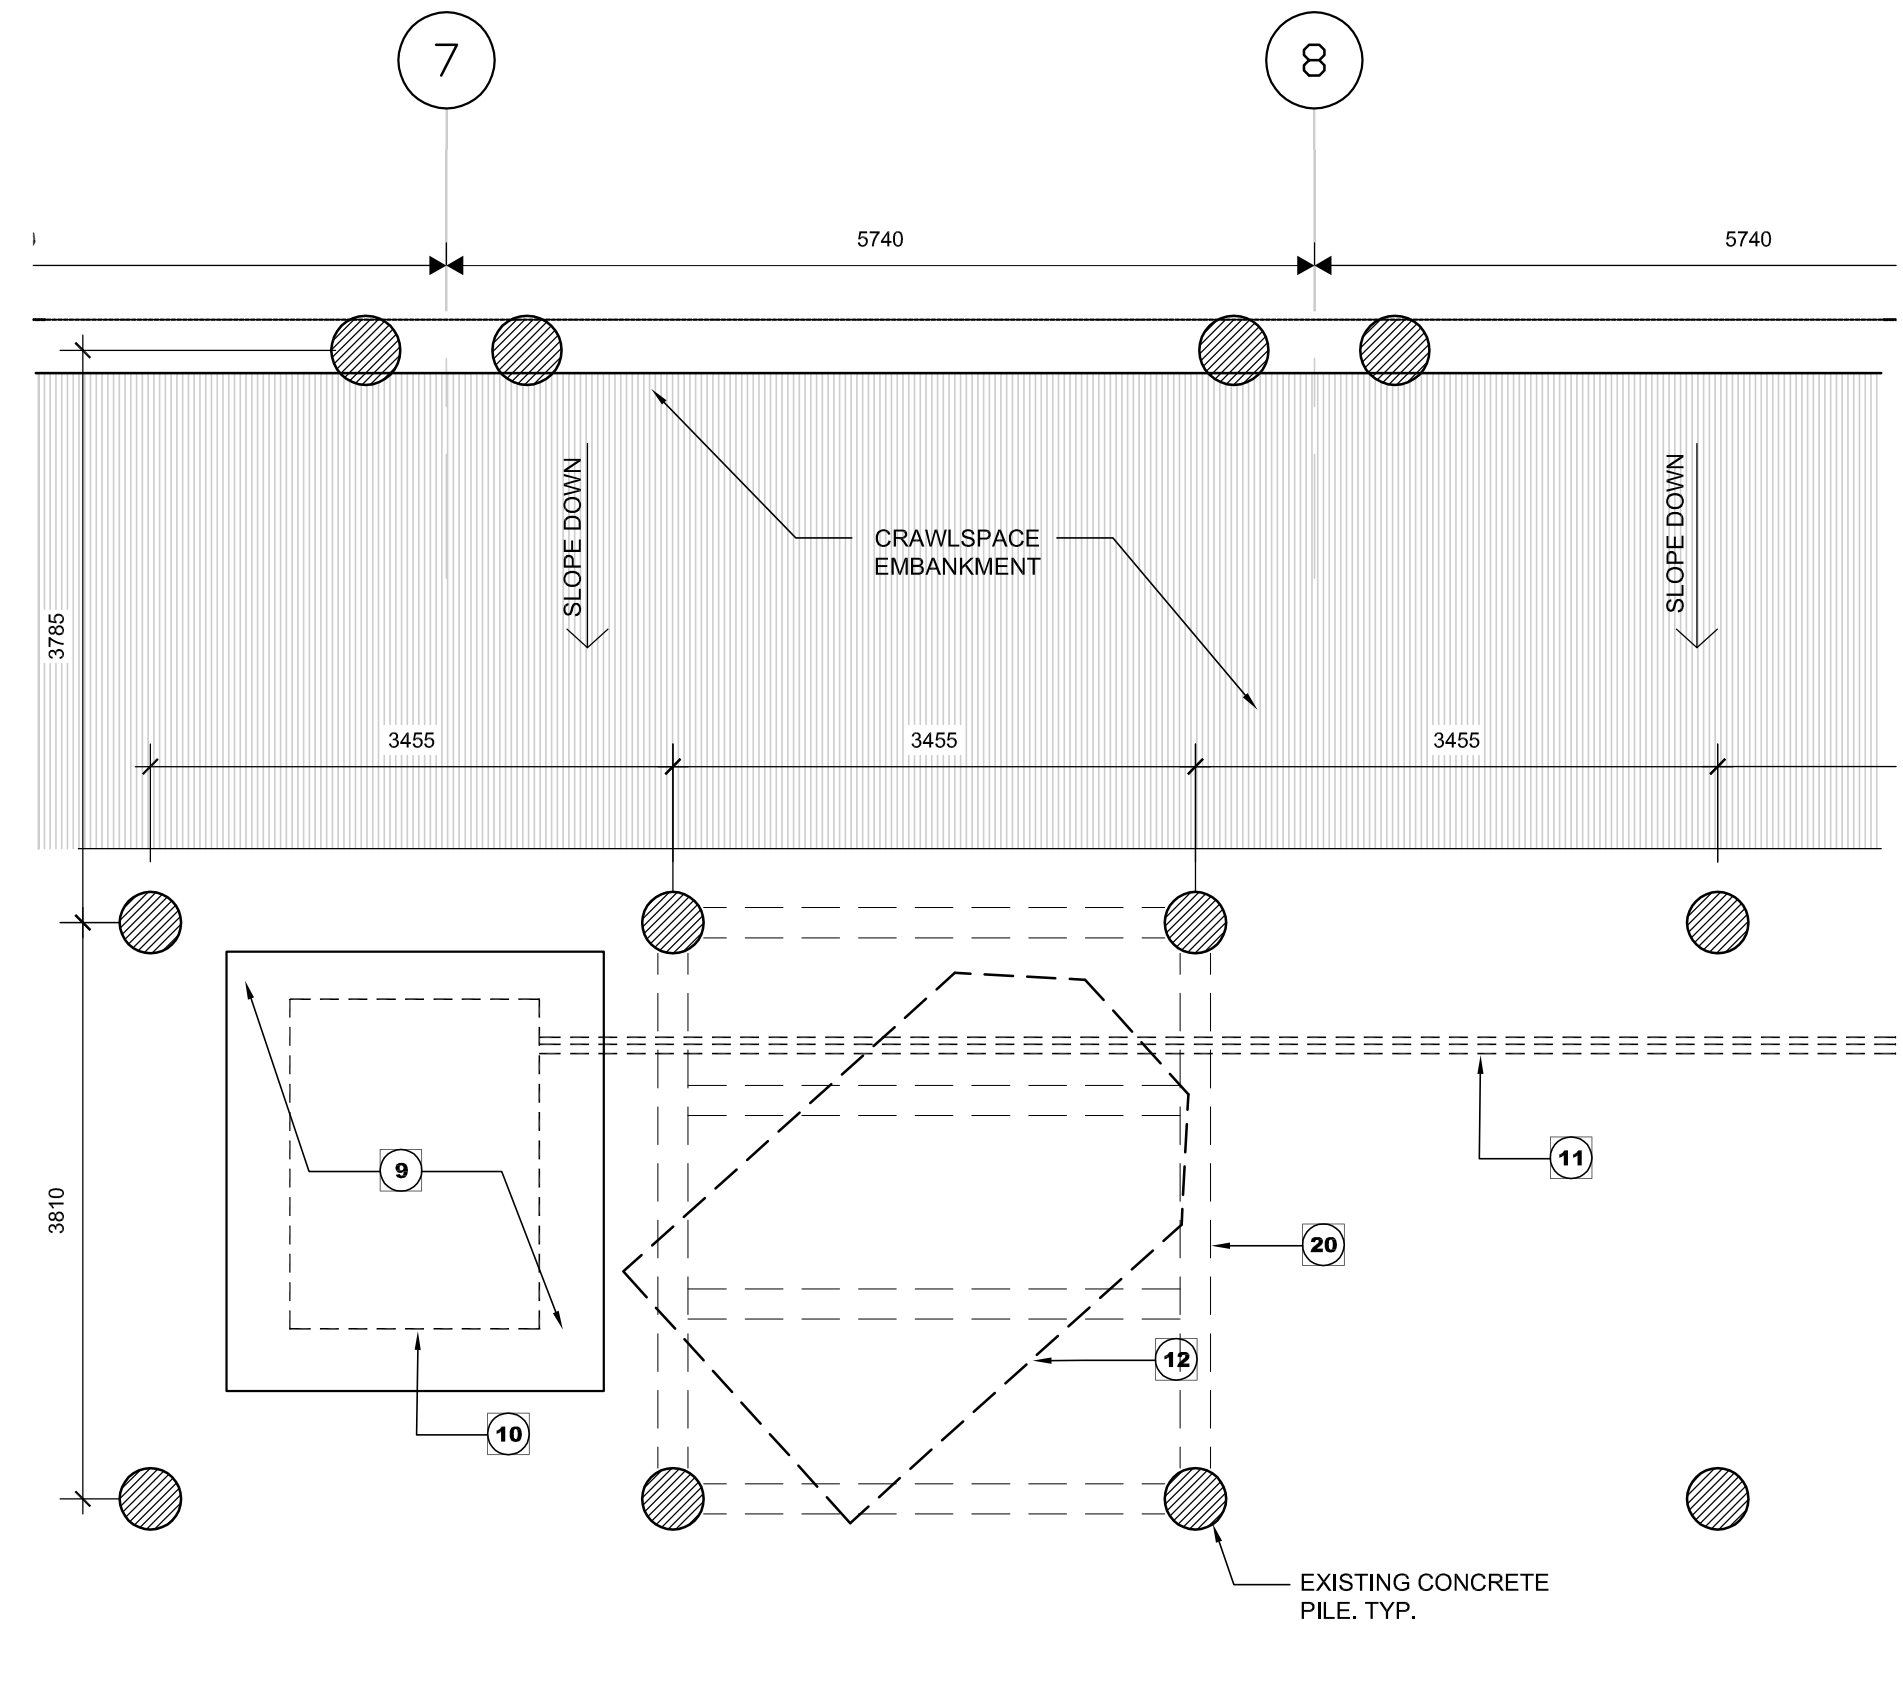 7
8
5740
5740
SLOPE DOWN
CRAWLSPACE
EMBANKMENT
SLOPE DOWN
3785
3455
3455
3455
9
11
3810
20
12
10
EXISTING CONCRETE
PILE. TYP.